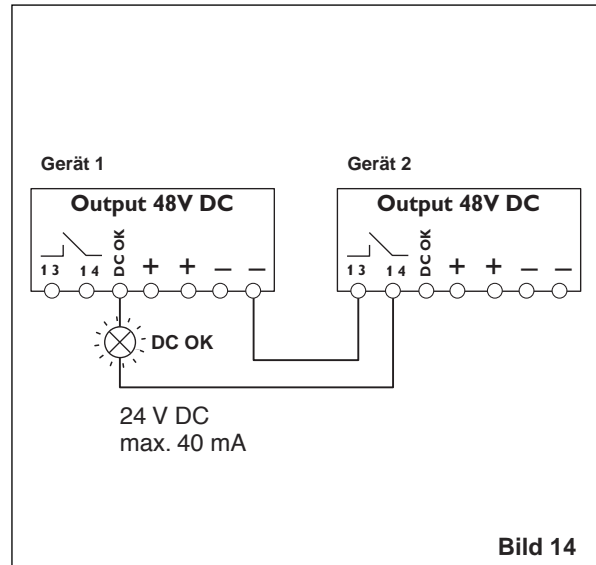 Gerät 1
Gerät 2
Output 48V DC
13 14 DC OK + + − −
Output 48V DC
13 14 DC OK + + − −
DC OK
24 V DC
max. 40 mA
Bild 14